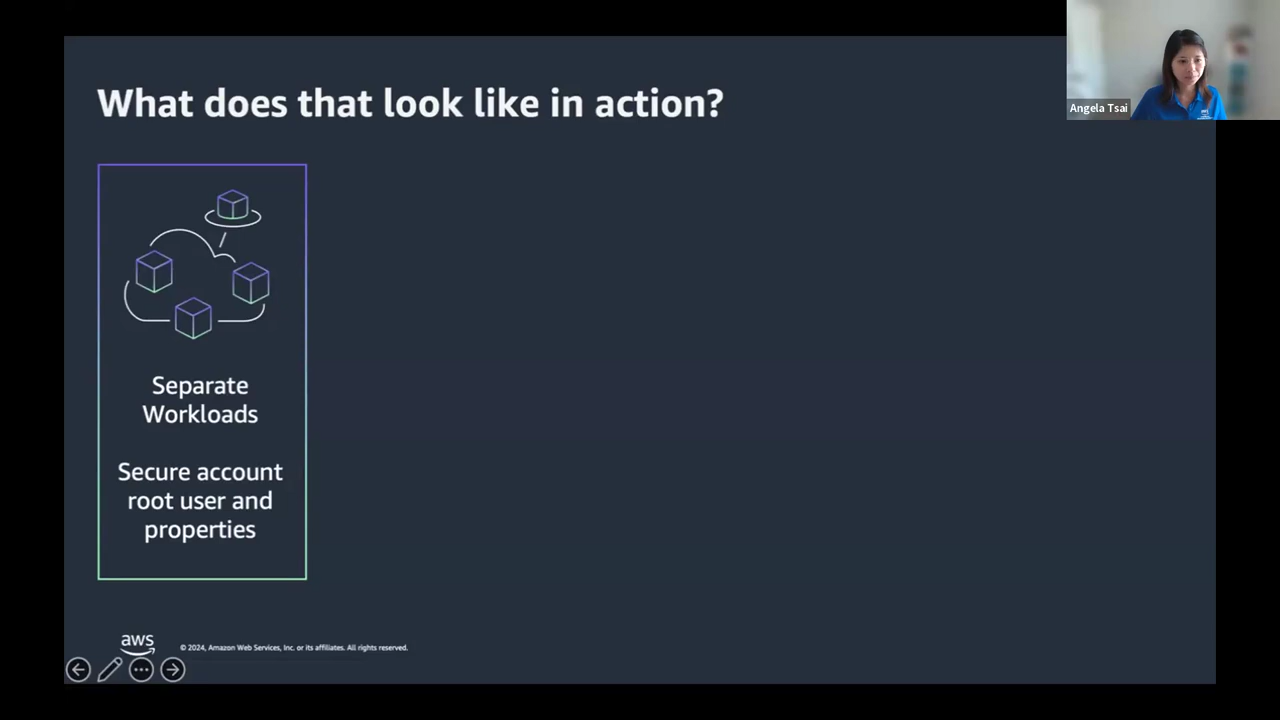 What does that look like in action?
Angela Tsai
Separate
Workloads
Secure account
root user and
properties
aws
© 2024, Amazon Web Services, Inc. or its affiliates. All rights reserved.